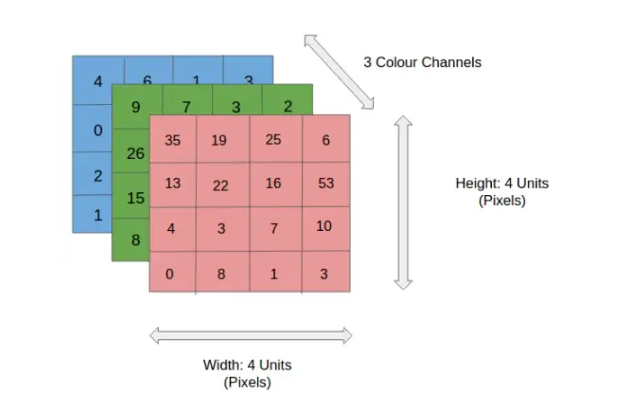 3 Colour Channels
4 6 1 3
9 7 3 2
0
35 19 25 6
26
Height: 4 Units
(Pixels)
2
13 22 16 53
15
1
4 3 7 10
8
0 8 1 3
Width: 4 Units
(Pixels)